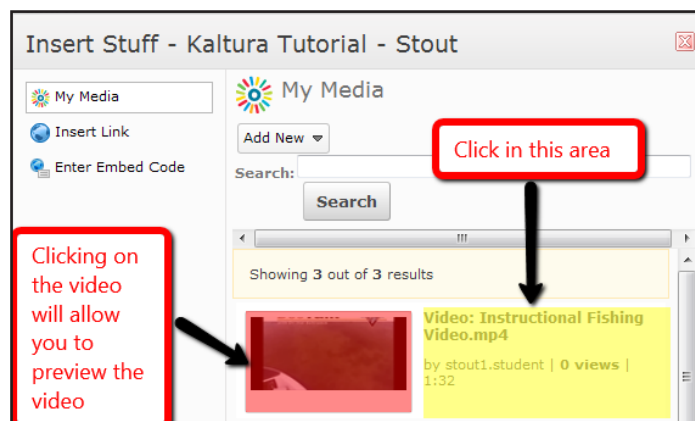 Insert Stuff - Kaltura Tutorial - Stout
My Media
Insert Link
Enter Embed Code
My Media
Add New
Search:
Search
Click in this area
Showing 3 out of 3 results
Clicking on
the video
will allow
you to
preview the
video
Video: Instructional Fishing
Video.mp4
by stout1.student | 0 views |
1:32